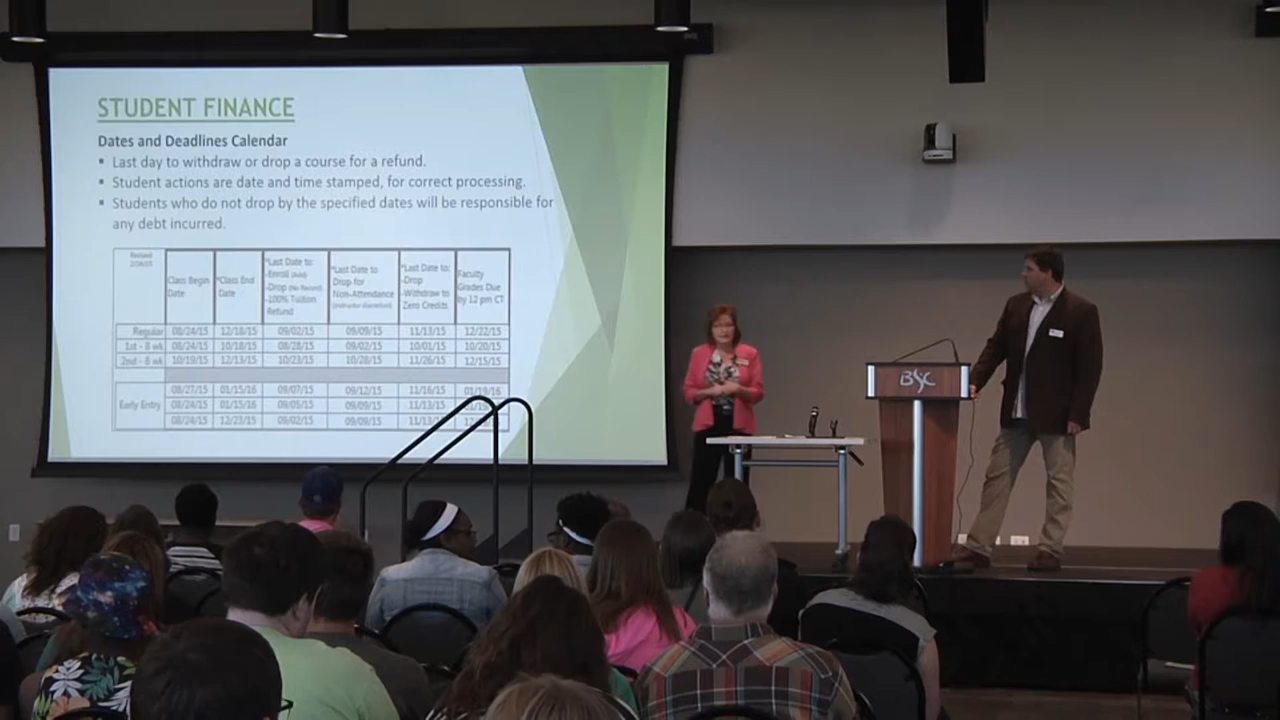 STUDENT FINANCE
Dates and Deadlines Calendar
▪ Last day to withdraw or drop a course for a refund.
▪ Student actions are date and time stamped, for correct processing.
▪ Students who do not drop by the specified dates will be responsible for
any debt incurred.
Revised
Class Begin Date
*Class End Date
*Last Date to: -Enroll (Add) -Drop (No Record) -100% Tuition Refund
*Last Date to Drop for Non-Attendance (instructor discretion)
*Last Date to: -Drop -Withdraw to Zero Credits
Faculty Grades Due by 12 pm CT
Regular 08/24/15 12/18/15 09/02/15 09/09/15 11/13/15 12/22/15
1st - 8 wk 08/24/15 10/18/15 08/28/15 09/02/15 10/01/15 10/20/15
2nd - 8 wk 10/19/15 12/13/15 10/23/15 10/28/15 11/26/15 12/15/15
08/27/15 01/15/16 09/07/15 09/12/15 11/16/15 01/19/16
Early Entry 08/24/15 01/15/16 09/05/15 09/09/15 11/13/15
08/24/15 12/23/15 09/02/15 09/09/15
BSC